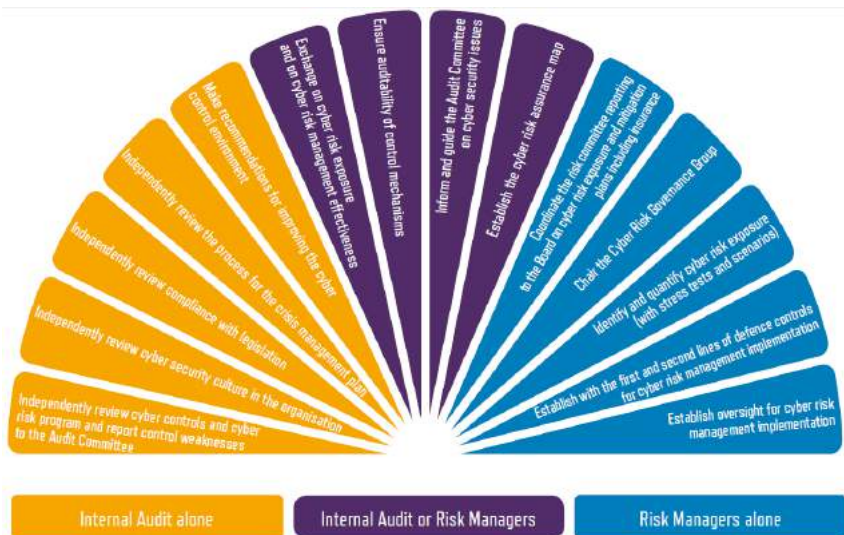 Independently review cyber controls and cyber
risk program and report control weaknesses
to the Audit Committee
Independently review cyber security culture in the organisation
Independently review compliance with legislation
Independently review the process for the crisis management plan
Make recommendations for improving the cyber
control environment
Exchange on cyber risk exposure
and on cyber risk management effectiveness
Ensure auditability of control mechanisms
Inform and guide the Audit Committee
on cyber security issues
Establish the cyber risk assurance map
Coordinate the risk committee reporting
to the Board on cyber risk exposure and mitigation
plans including insurance
Chair the Cyber Risk Governance Group
Identify and quantify cyber risk exposure
(with stress tests and scenarios)
Establish with the first and second lines of defence controls
for cyber risk management implementation
Establish oversight for cyber risk
management implementation
Internal Audit alone
Internal Audit or Risk Managers
Risk Managers alone